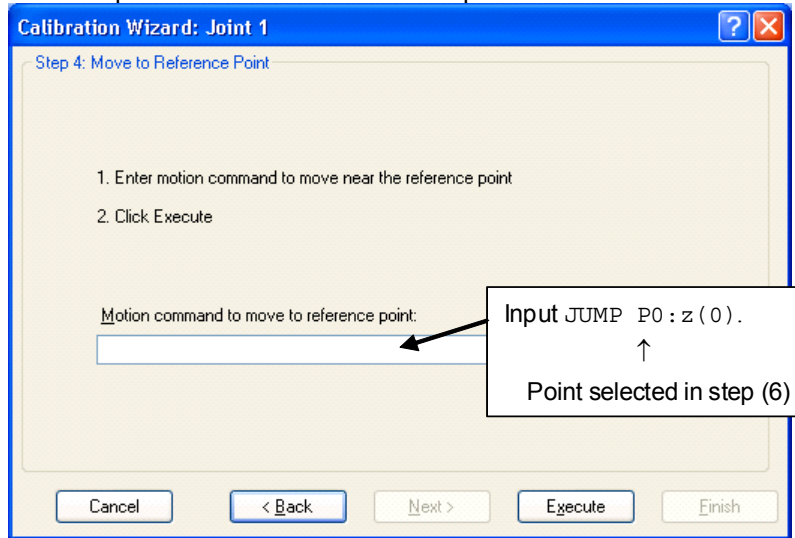 Calibration Wizard: Joint 1
Step 4: Move to Reference Point
1. Enter motion command to move near the reference point
2. Click Execute
Motion command to move to reference point:
Input JUMP P0:z(0).
↑
Point selected in step (6)
Cancel
< Back
Next >
Execute
Finish